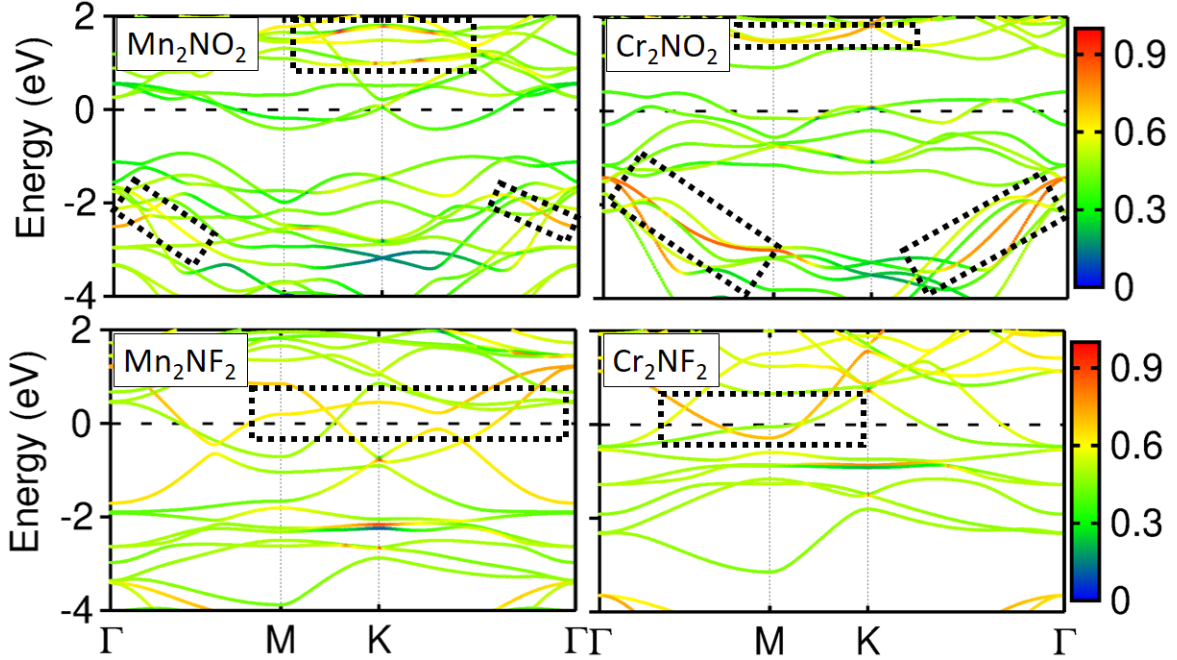 2
Mn₂NO₂
Cr₂NO₂
0.9
Energy (eV)
0
0.6
-2
0.3
-4
0
2
Mn₂NF₂
Cr₂NF₂
0.9
Energy (eV)
0
0.6
-2
0.3
-4
0
Γ M K Γ Γ M K Γ